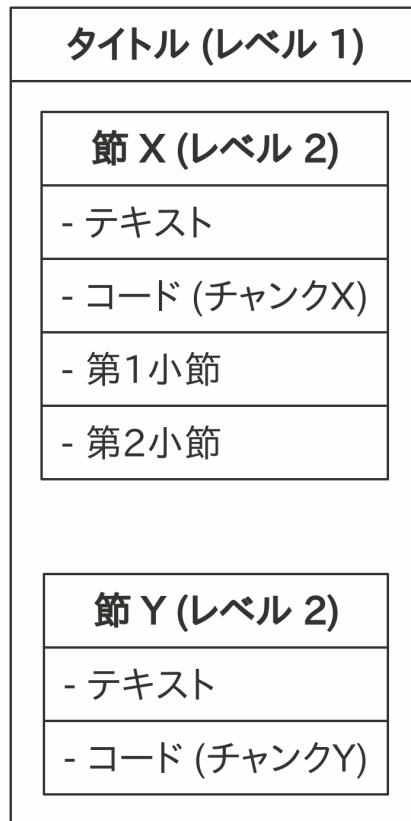 タイトル (レベル 1)
節 X (レベル 2)
- テキスト
- コード (チャンクX)
- 第1小節
- 第2小節
節 Y (レベル 2)
- テキスト
- コード (チャンクY)